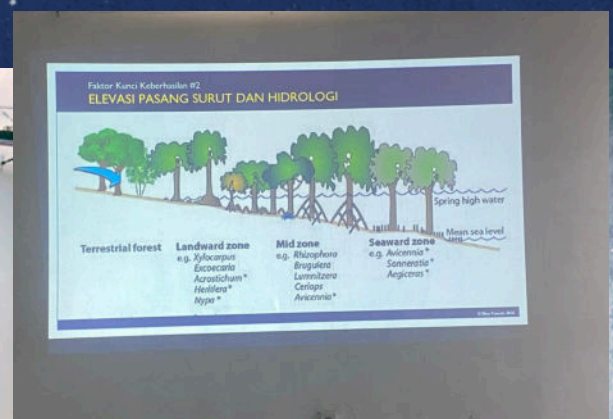 Faktor Kunci Keberhasilan #2
ELEVASI PASANG SURUT DAN HIDROLOGI
Spring high water
Mean sea level
Terrestrial forest
Landward zone
e.g. Xylocarpus
Excoecaria
Acrostichum*
Heritiera*
Nypa*
Mid zone
e.g. Rhizophora
Bruguiera
Lumnitzera
Ceriops
Avicennia*
Seaward zone
e.g. Avicennia*
Sonneratia*
Aegiceras*